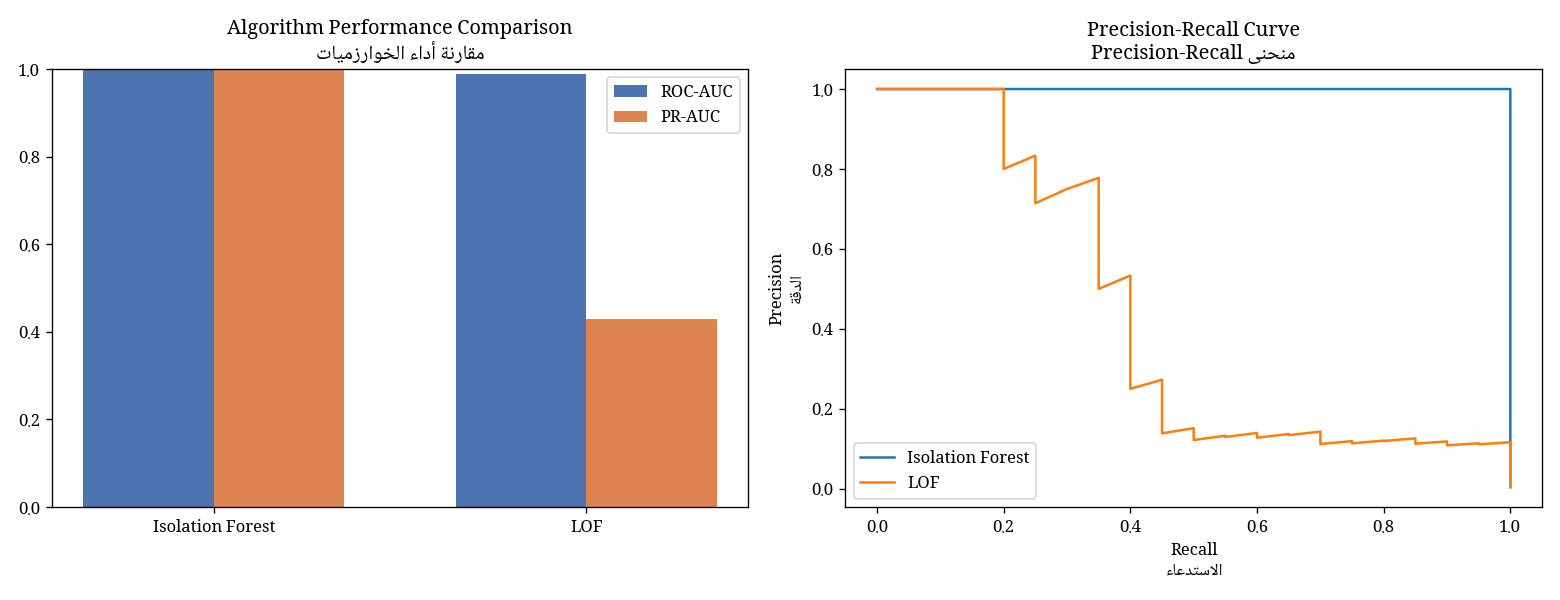 Algorithm Performance Comparison
مقارنة أداء الخوارزميات
1.0
0.8
0.6
0.4
0.2
0.0
Isolation Forest
LOF
ROC-AUC
PR-AUC
Precision-Recall Curve
منحنى Precision-Recall
Precision
الدقة
1.0
0.8
0.6
0.4
0.2
0.0
Isolation Forest
LOF
0.0
0.2
0.4
0.6
0.8
1.0
Recall
الاستدعاء